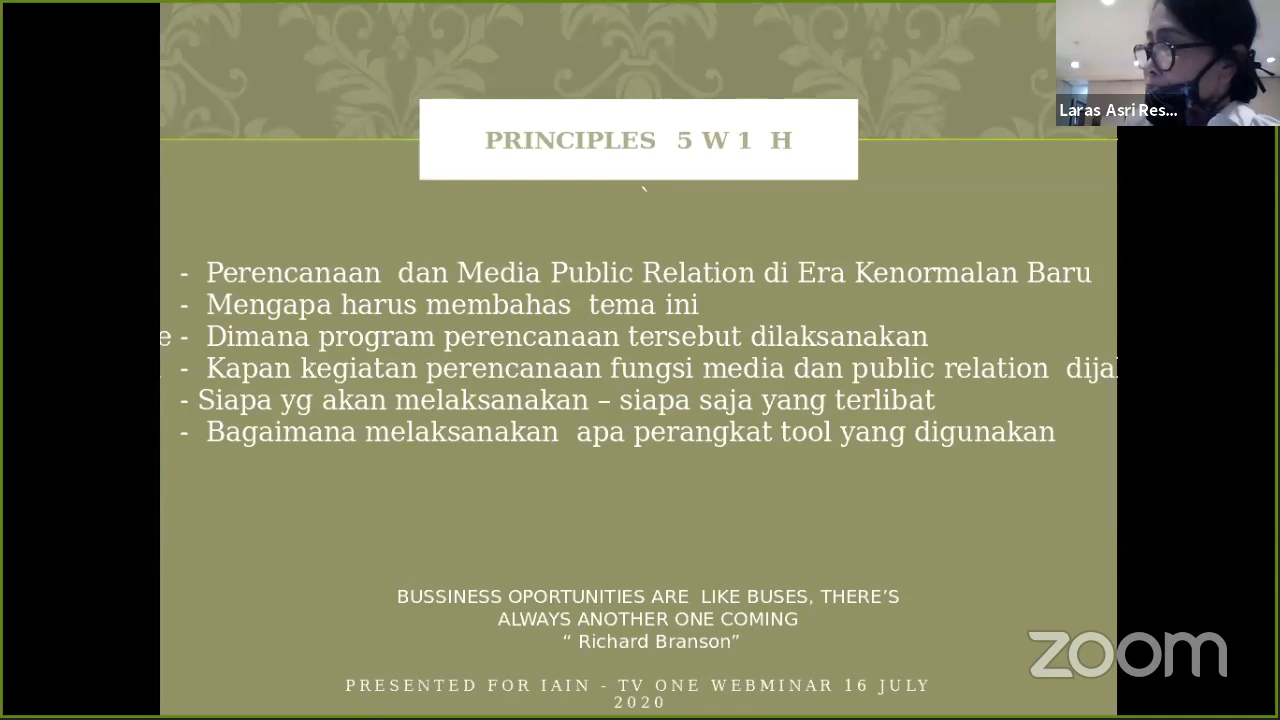 Laras Asri Res...
PRINCIPLES 5 W 1 H
`
- Perencanaan dan Media Public Relation di Era Kenormalan Baru
- Mengapa harus membahas tema ini
e - Dimana program perencanaan tersebut dilaksanakan
- Kapan kegiatan perencanaan fungsi media dan public relation dijal
- Siapa yg akan melaksanakan – siapa saja yang terlibat
- Bagaimana melaksanakan apa perangkat tool yang digunakan
BUSSINESS OPORTUNITIES ARE LIKE BUSES, THERE’S
ALWAYS ANOTHER ONE COMING
“ Richard Branson”
PRESENTED FOR IAIN - TV ONE WEBMINAR 16 JULY
2020
zoom